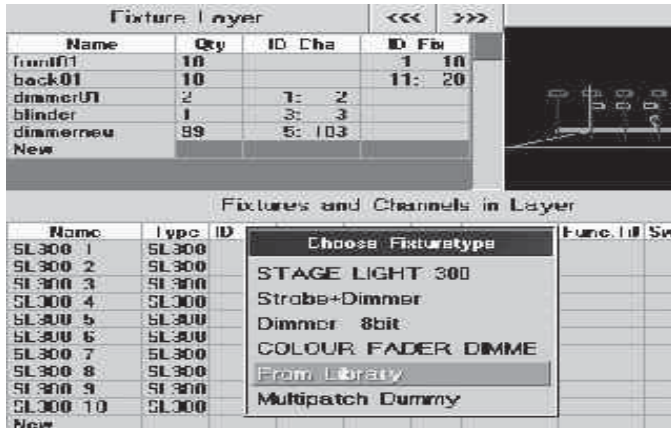 Fixture Layer <<< >>>
Name Qty ID Cha ID Fix
front01 10 1 10
back01 10 11: 20
dimmer01 2 1: 2
blinder 1 3: 3
dimmerneu 99 5: 103
New
Fixtures and Channels in Layer
Name Type ID Func.
SL300 1 SL300
SL300 2 SL300
SL300 3 SL300
SL300 4 SL300
SL300 5 SL300
SL300 6 SL300
SL300 7 SL300
SL300 8 SL300
SL300 9 SL300
SL300 10 SL300
New
Choose Fixturetype
STAGE LIGHT 300
Strobe+Dimmer
Dimmer 8bit
COLOUR FADER DIMME
From Library
Multipatch Dummy